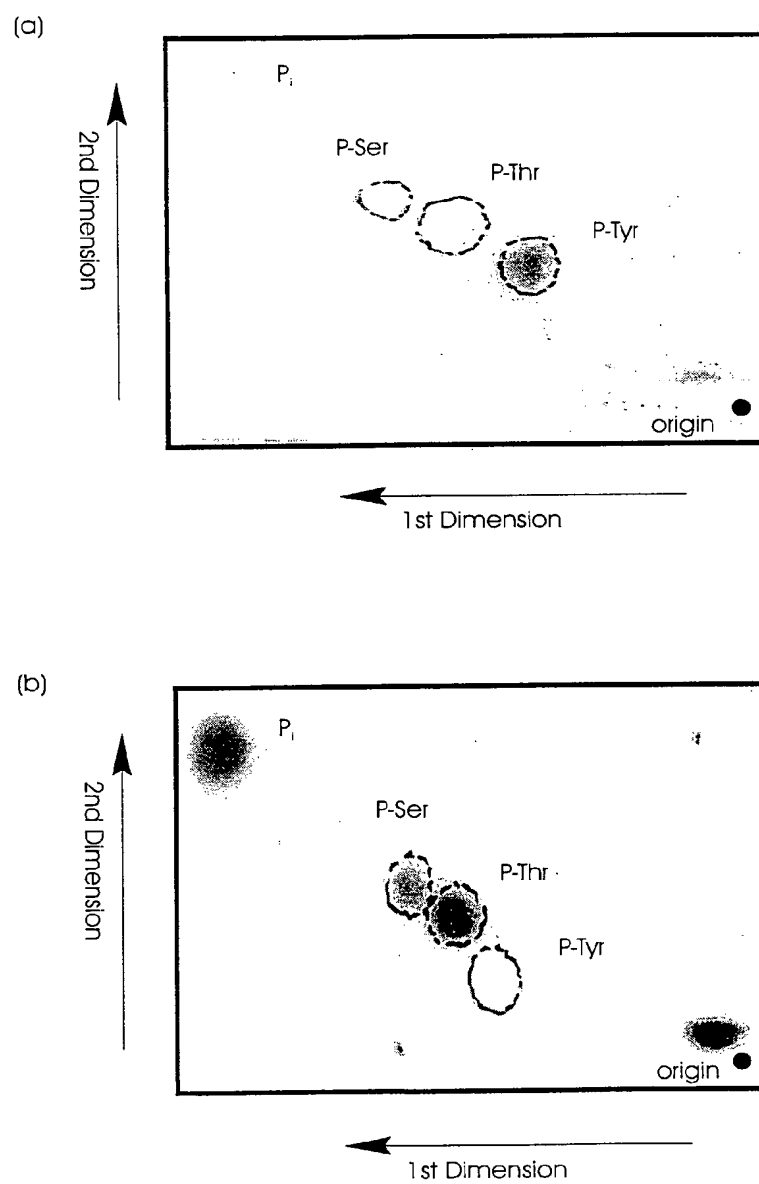 (a)
Pi
2nd Dimension
P-Ser
P-Thr
P-Tyr
origin
1st Dimension
(b)
Pi
2nd Dimension
P-Ser
P-Thr
P-Tyr
origin
1st Dimension